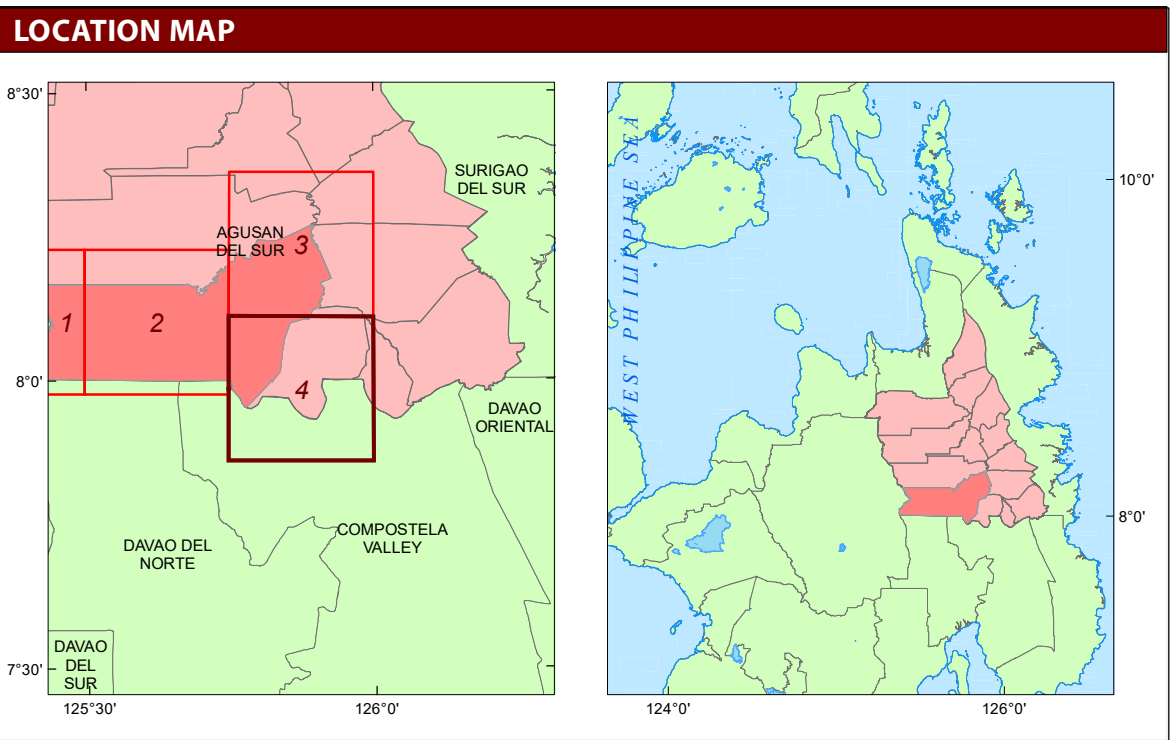 LOCATION MAP
8°30'
SURIGAO
DEL SUR
AGUSAN
DEL SUR
3
1
2
8°0'
4
DAVAO
ORIENTAL
COMPOSTELA
VALLEY
DAVAO DEL
NORTE
DAVAO
DEL
SUR
7°30'
125°30'
126°0'
WEST PHILIPPINE SEA
10°0'
8°0'
124°0'
126°0'